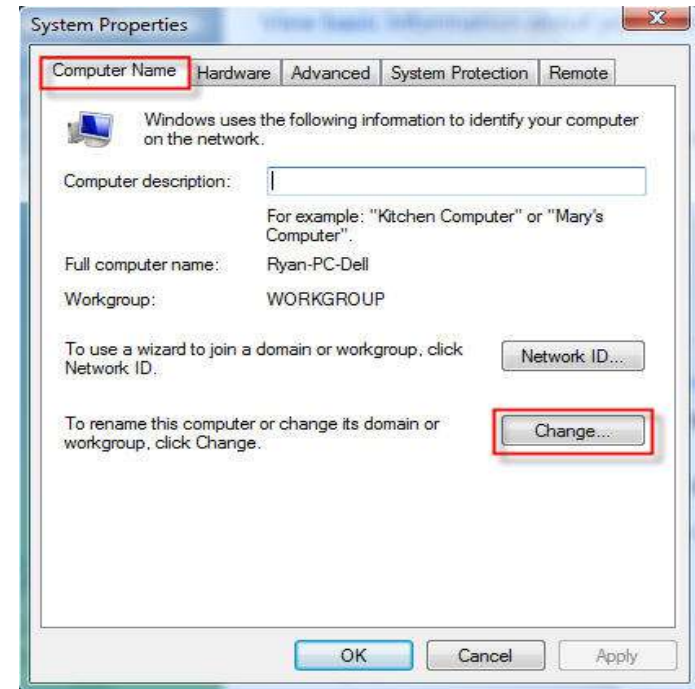 System Properties
Computer Name Hardware Advanced System Protection Remote
Windows uses the following information to identify your computer
on the network.
Computer description:
For example: "Kitchen Computer" or "Mary's
Computer".
Full computer name: Ryan-PC-Dell
Workgroup: WORKGROUP
To use a wizard to join a domain or workgroup, click
Network ID.
Network ID...
To rename this computer or change its domain or
workgroup, click Change.
Change...
OK Cancel Apply